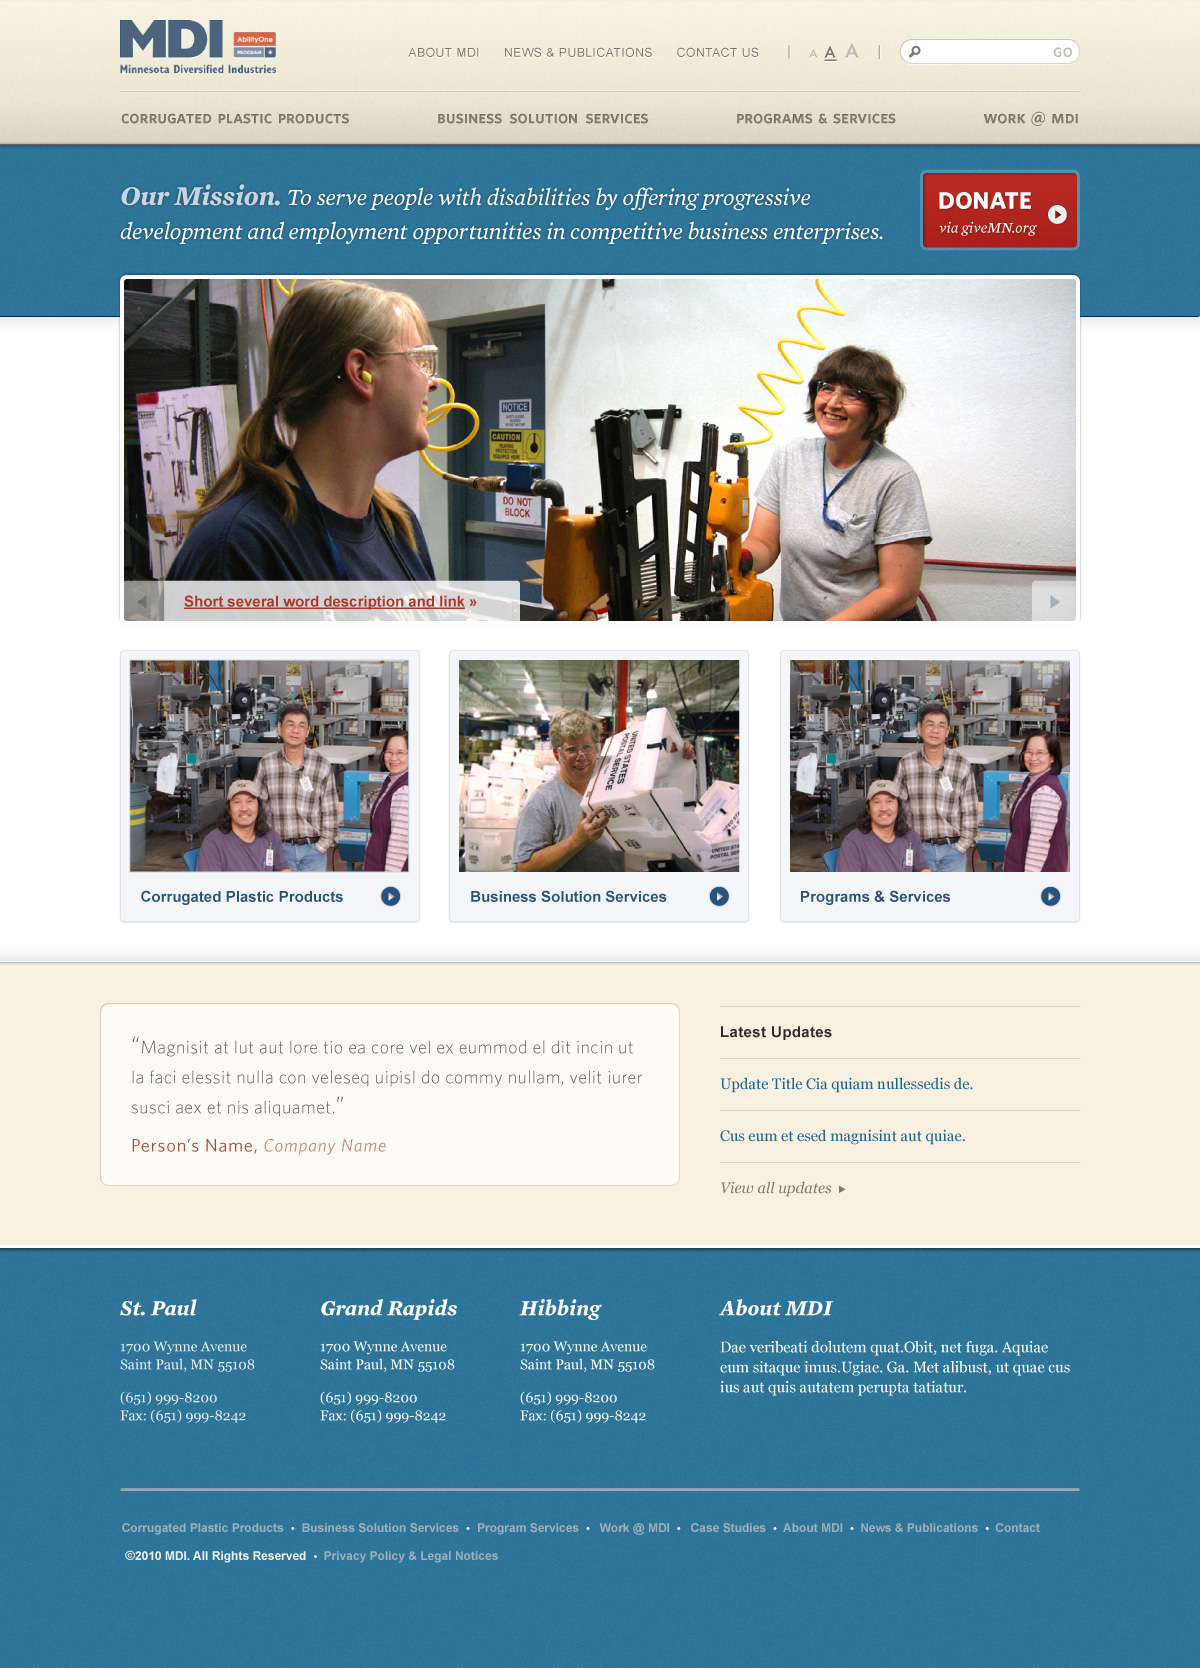 MDI
AbilityOne
PROGRAM
Minnesota Diversified Industries
ABOUT MDI NEWS & PUBLICATIONS CONTACT US | A A A | GO
CORRUGATED PLASTIC PRODUCTS BUSINESS SOLUTION SERVICES PROGRAMS & SERVICES WORK @ MDI
Our Mission. To serve people with disabilities by offering progressive
development and employment opportunities in competitive business enterprises.
DONATE
via giveMN.org
NOTICE
CAUTION
HEARING
PROTECTION
REQUIRED HERE
DO NOT
BLOCK
Short several word description and link »
UNITED STATES
POSTAL SERVICE
Corrugated Plastic Products
Business Solution Services
Programs & Services
“Magnisit at lut aut lore tio ea core vel ex eummod el dit incin ut
la faci elessit nulla con veleseq uipisl do commy nullam, velit iurer
susci aex et nis aliquamet.”
Person’s Name, Company Name
Latest Updates
Update Title Cia quiam nullessedis de.
Cus eum et esed magnisint aut quiae.
View all updates
St. Paul
1700 Wynne Avenue
Saint Paul, MN 55108
(651) 999-8200
Fax: (651) 999-8242
Grand Rapids
1700 Wynne Avenue
Saint Paul, MN 55108
(651) 999-8200
Fax: (651) 999-8242
Hibbing
1700 Wynne Avenue
Saint Paul, MN 55108
(651) 999-8200
Fax: (651) 999-8242
About MDI
Dae veribeati dolutem quat.Obit, net fuga. Aquiae
eum sitaque imus.Ugiae. Ga. Met alibust, ut quae cus
ius aut quis autatem perupta tatiatur.
Corrugated Plastic Products • Business Solution Services • Program Services • Work @ MDI • Case Studies • About MDI • News & Publications • Contact
©2010 MDI. All Rights Reserved • Privacy Policy & Legal Notices